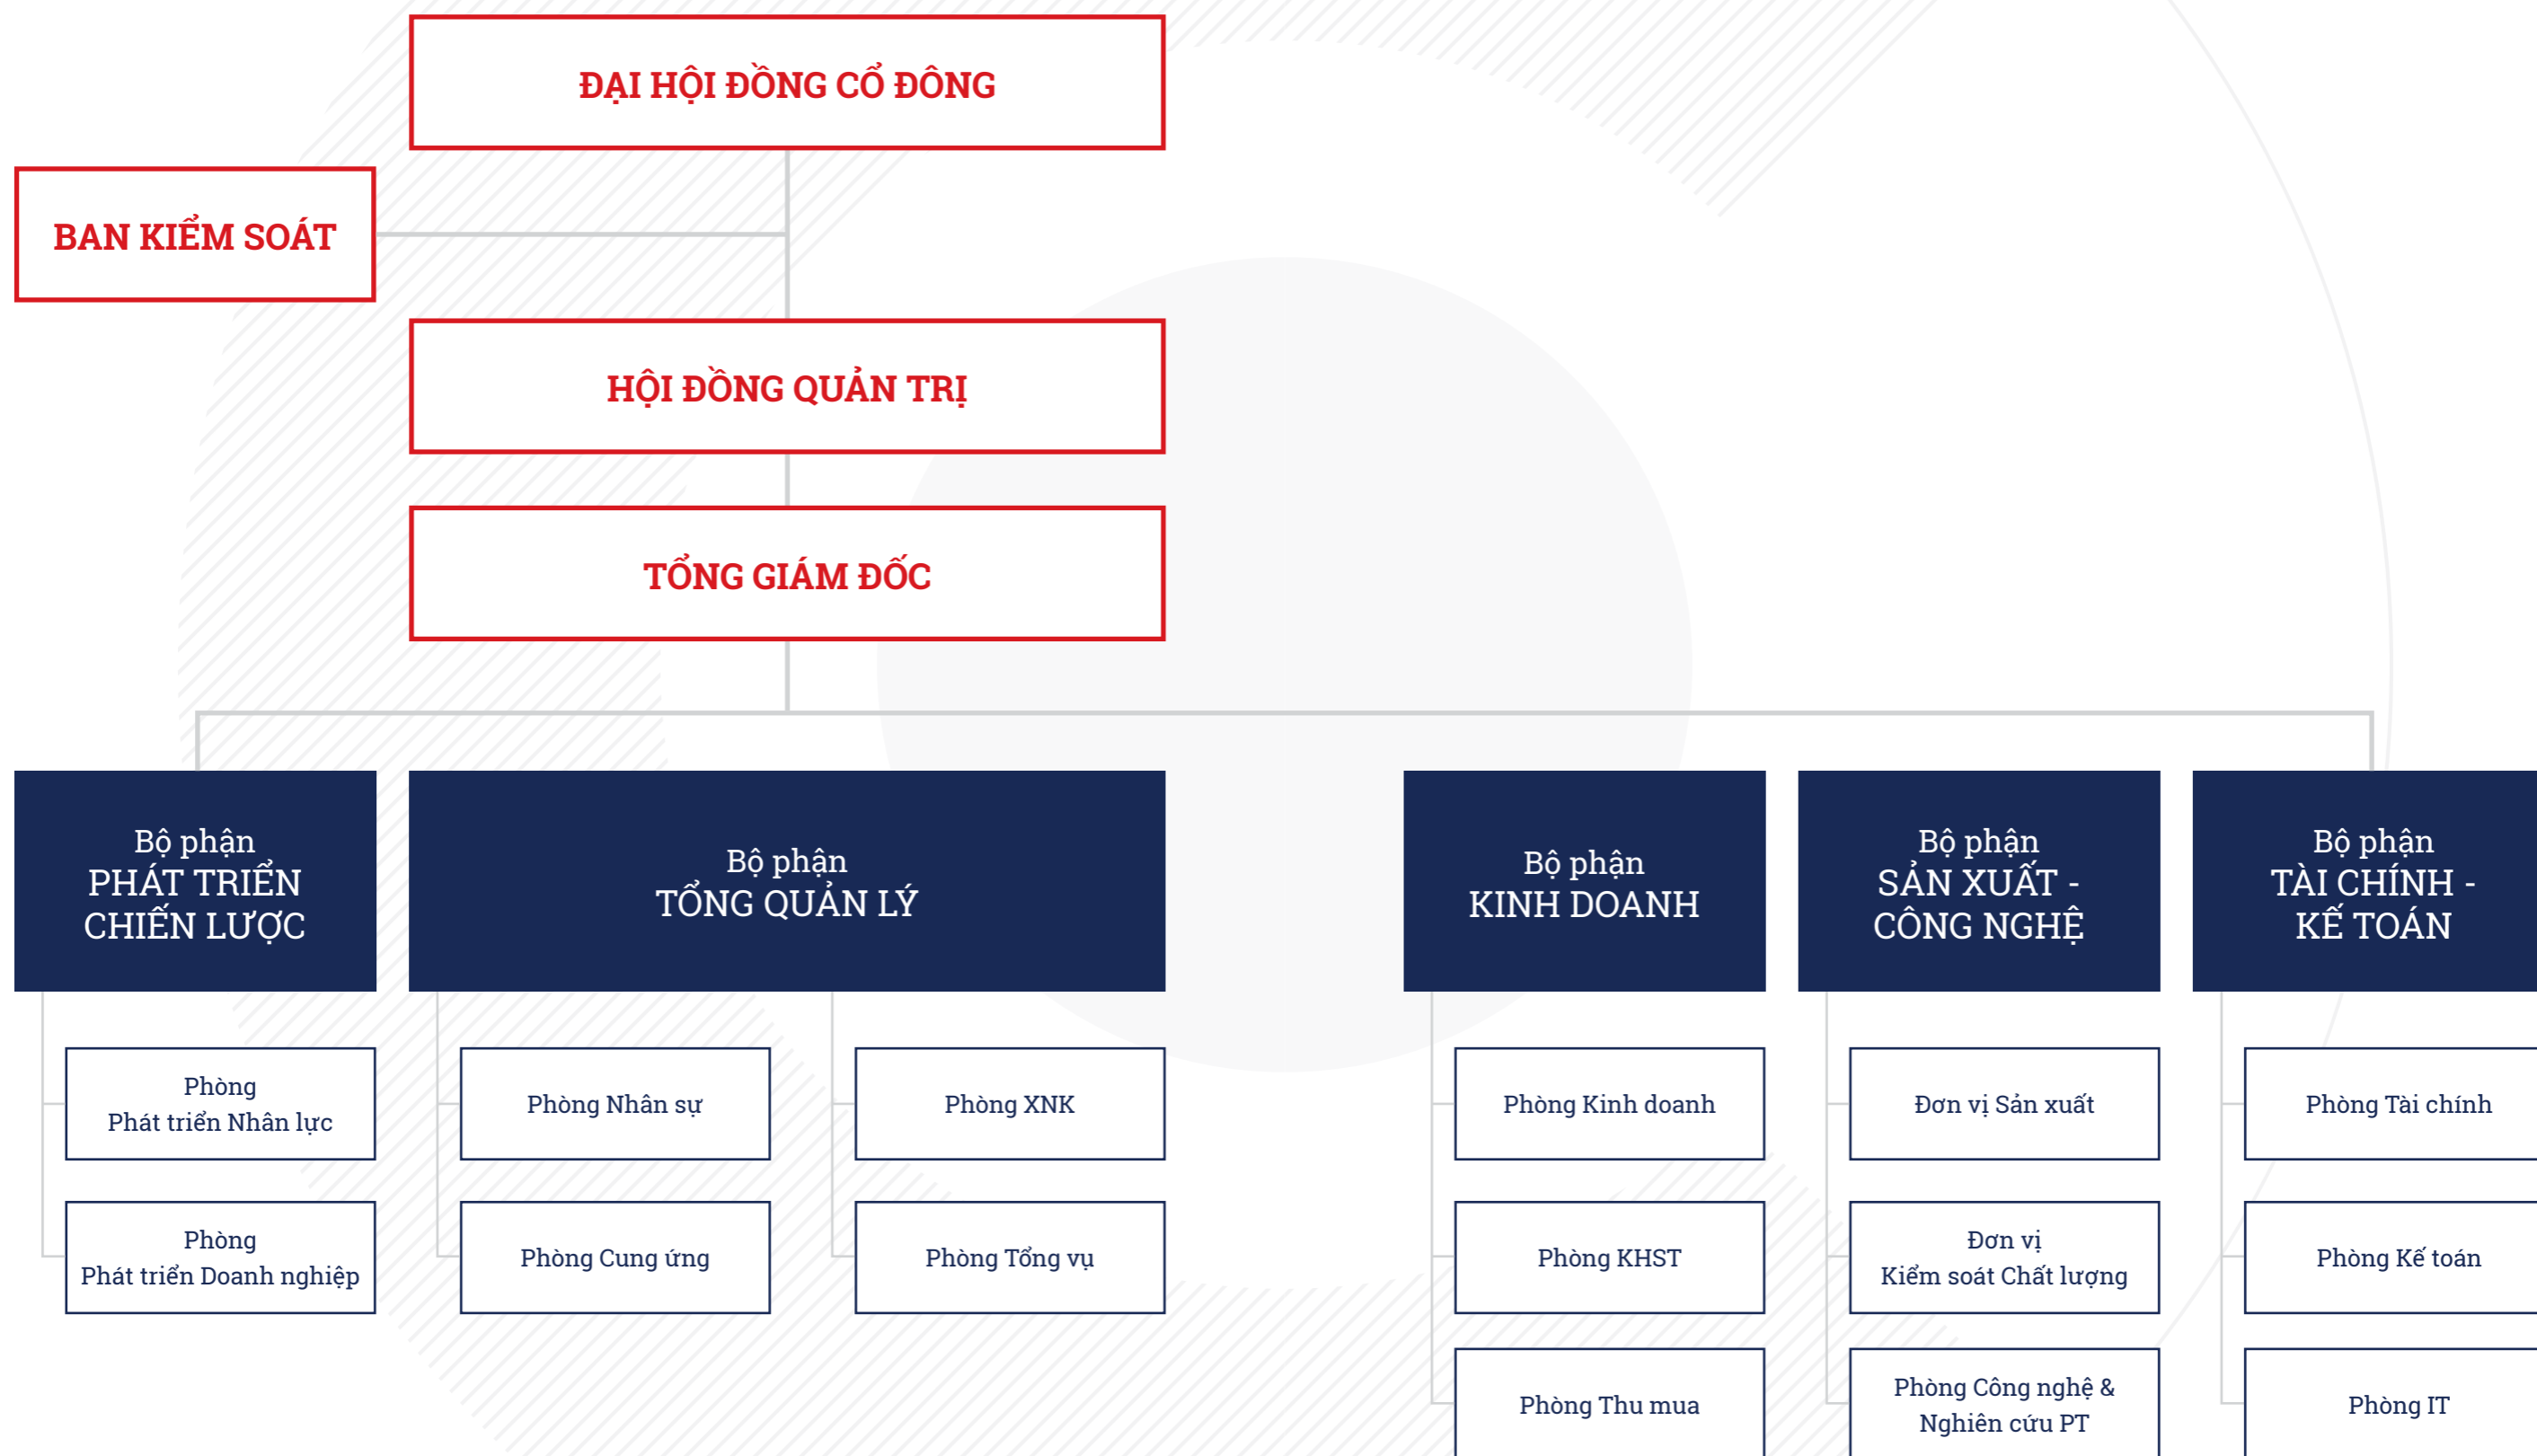 ĐẠI HỘI ĐỒNG CỔ ĐÔNG
BAN KIỂM SOÁT
HỘI ĐỒNG QUẢN TRỊ
TỔNG GIÁM ĐỐC
Bộ phận
PHÁT TRIỂN
CHIẾN LƯỢC
Bộ phận
TỔNG QUẢN LÝ
Bộ phận
KINH DOANH
Bộ phận
SẢN XUẤT -
CÔNG NGHỆ
Bộ phận
TÀI CHÍNH -
KẾ TOÁN
Phòng
Phát triển Nhân lực
Phòng Nhân sự
Phòng XNK
Phòng Kinh doanh
Đơn vị Sản xuất
Phòng Tài chính
Phòng
Phát triển Doanh nghiệp
Phòng Cung ứng
Phòng Tổng vụ
Phòng KHST
Đơn vị
Kiểm soát Chất lượng
Phòng Kế toán
Phòng Thu mua
Phòng Công nghệ &
Nghiên cứu PT
Phòng IT